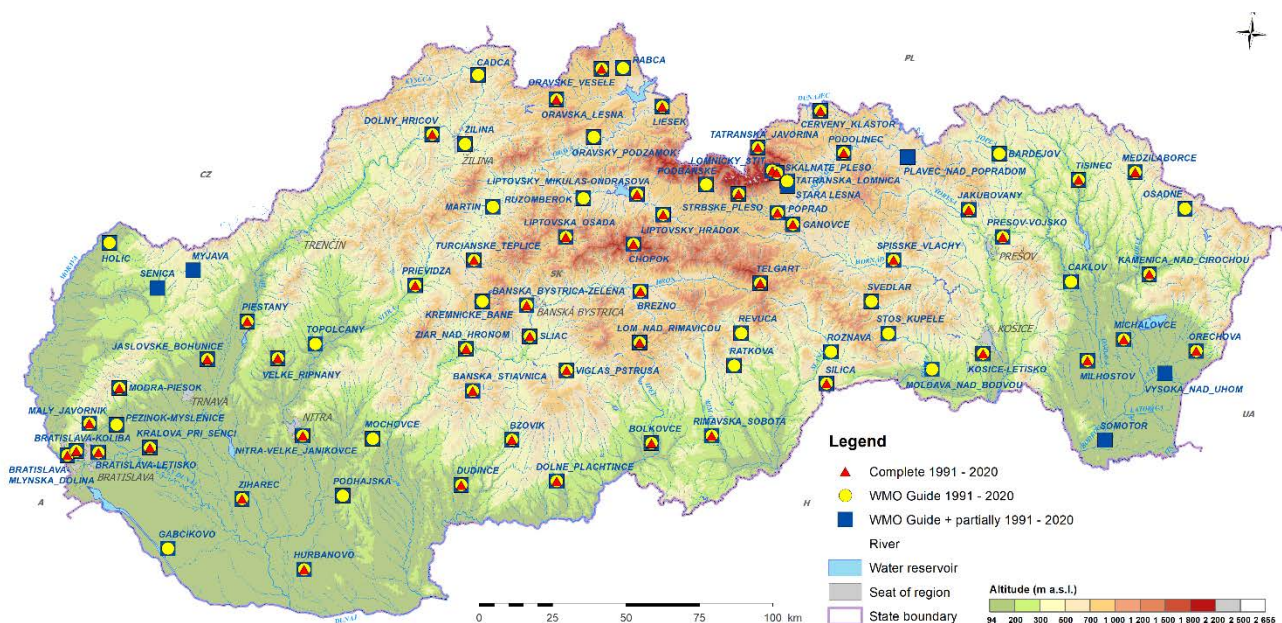 CADCA
RABCA
PL
KYSUCA
ORAVSKE_VESELE
DUNAJEC
ORAVSKA_LESNA
LIESEK
CERVENY_KLASTOR
DOLNY_HRICOV
ZILINA
TATRANSKA_JAVORINA
PODOLINEC
ŽILINA
ORAVSKY_PODZAMOK
LOMNICKY_STIT
SKALNATE_PLESO
BARDEJOV
TISINEC
MEDZILABORCE
CZ
PODBANSKE
TATRANSKA_LOMNICA
PLAVEC_NAD_POPRADOM
LIPTOVSKY_MIKULAS-ONDRASOVA
STARA LESNA
OSADNE
MARTIN
RUZOMBEROK
STRBSKE_PLESO
POPRAD
JAKUBOVANY
LIPTOVSKA_OSADA
LIPTOVSKY_HRADOK
GANOVCE
PRESOV-VOJSKO
TRENČÍN
TURCIANSKE_TEPLICE
CHOPOK
SPISSKE_VLACHY
PREŠOV
HOLIC
MYJAVA
SENICA
MORAVA
SK
PRIEVIDZA
TELGART
CAKLOV
KAMENICA_NAD_CIROCHOU
BANSKA_BYSTRICA-ZELENA
HRON
SVEDLAR
KREMNICKE_BANE
BREZNO
PIESTANY
BANSKÁ BYSTRICA
TOPOLCANY
REVUCA
STOS_KUPELE
KOŠICE
MICHALOVCE
ZIAR_NAD_HRONOM
SLIAC
LOM_NAD_RIMAVICOU
RATKOVA
ROZNAVA
ORECHOVA
JASLOVSKE_BOHUNICE
VELKE_RIPNANY
VIGLAS_PSTRUSA
SILICA
MOLDAVA_NAD_BODVOU
KOSICE-LETISKO
MILHOSTOV
MODRA-PIESOK
BANSKA_STIAVNICA
VYSOKA_NAD_UHOM
TRNAVA
MALY_JAVORNIK
PEZINOK-MYSLENICE
NITRA
MOCHOVCE
BZOVIK
BOLKOVCE
RIMAVSKA_SOBOTA
LATORICA
UA
KRALOVA_PRI_SENCI
SOMOTOR
BRATISLAVA-KOLIBA
NITRA-VELKE_JANIKOVCE
BRATISLAVA-LETISKO
BRATISLAVA-
MLYNSKA_DOLINA
BRATISLAVA
DUDINCE
DOLNE_PLACHTINCE
A
ZIHAREC
PODHAJSKA
H
GABCIKOVO
HURBANOVO
DUNAJ
Legend
Complete 1991 - 2020
WMO Guide 1991 - 2020
WMO Guide + partially 1991 - 2020
River
Water reservoir
Seat of region
State boundary
0 25 50 75 100
km
Altitude (m a.s.l.)
94 200 300 500 700 1 000 1 200 1 500 1 800 2 200 2 500 2 655